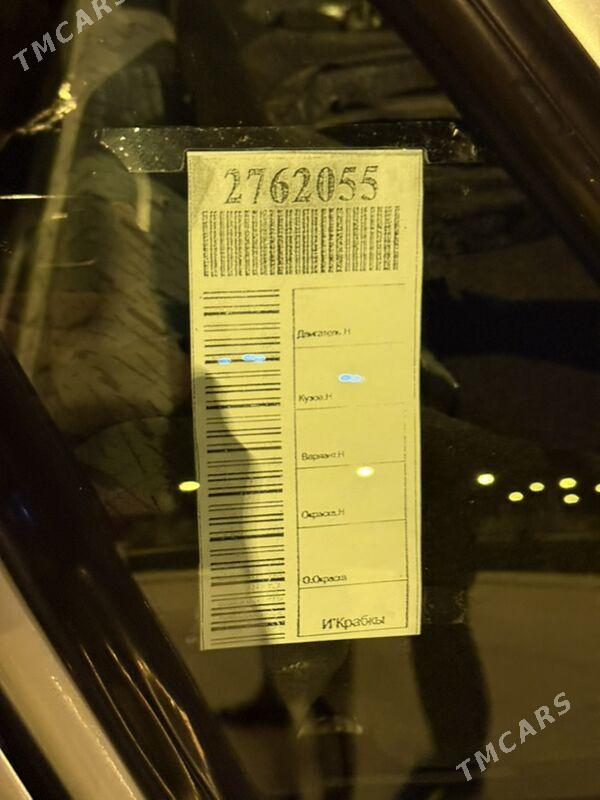 TMCARS
2762055
Двигатель.Н
Кузов.Н
Вариант.Н
Окраска.Н
О.Окраска
И"Крабкы
TMCARS